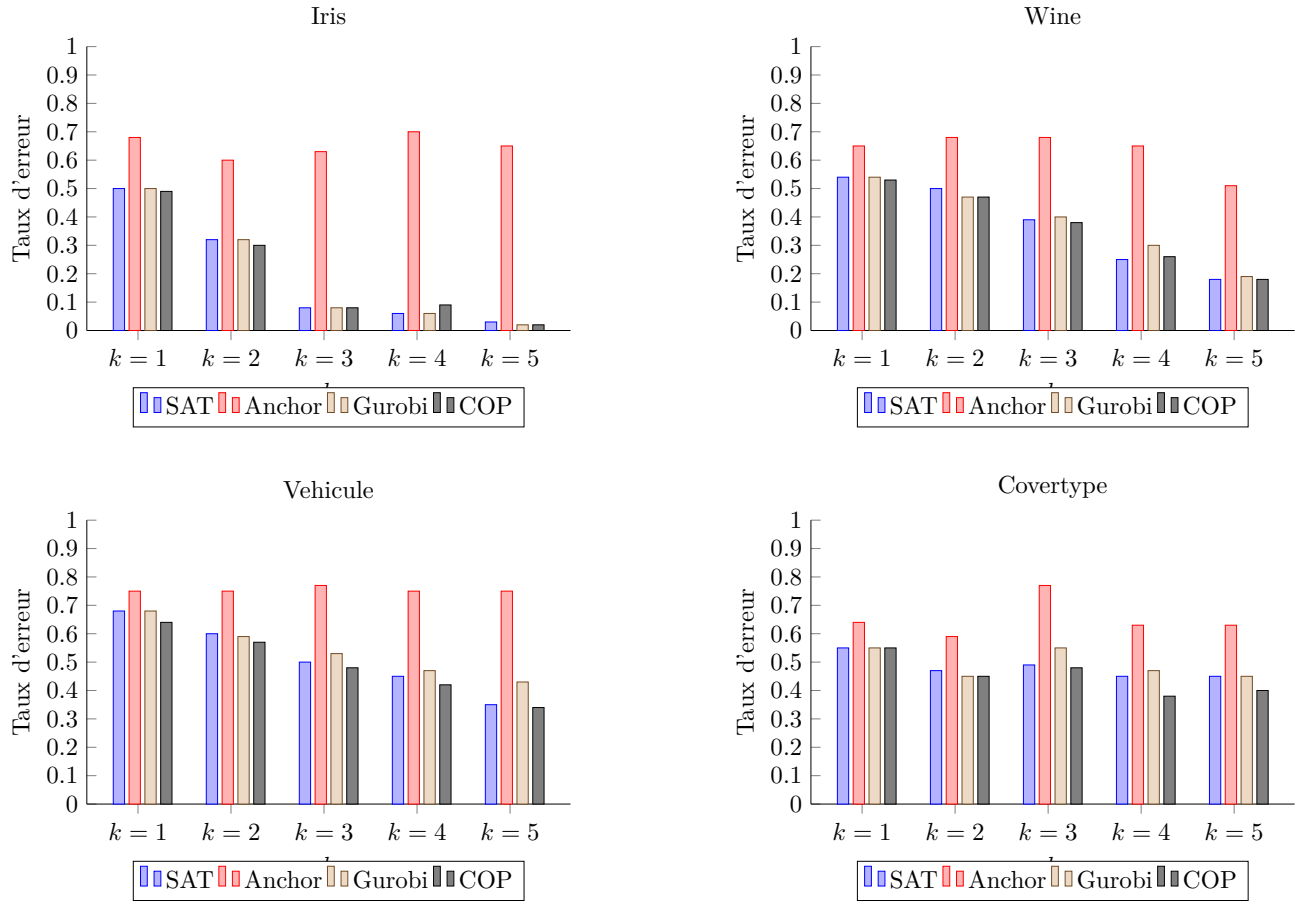 Iris
Taux d'erreur
1
0.9
0.8
0.7
0.6
0.5
0.4
0.3
0.2
0.1
0
k = 1 k = 2 k = 3 k = 4 k = 5
SAT Anchor Gurobi COP
Wine
Taux d'erreur
1
0.9
0.8
0.7
0.6
0.5
0.4
0.3
0.2
0.1
0
k = 1 k = 2 k = 3 k = 4 k = 5
SAT Anchor Gurobi COP
Vehicule
Taux d'erreur
1
0.9
0.8
0.7
0.6
0.5
0.4
0.3
0.2
0.1
0
k = 1 k = 2 k = 3 k = 4 k = 5
SAT Anchor Gurobi COP
Covertype
Taux d'erreur
1
0.9
0.8
0.7
0.6
0.5
0.4
0.3
0.2
0.1
0
k = 1 k = 2 k = 3 k = 4 k = 5
SAT Anchor Gurobi COP